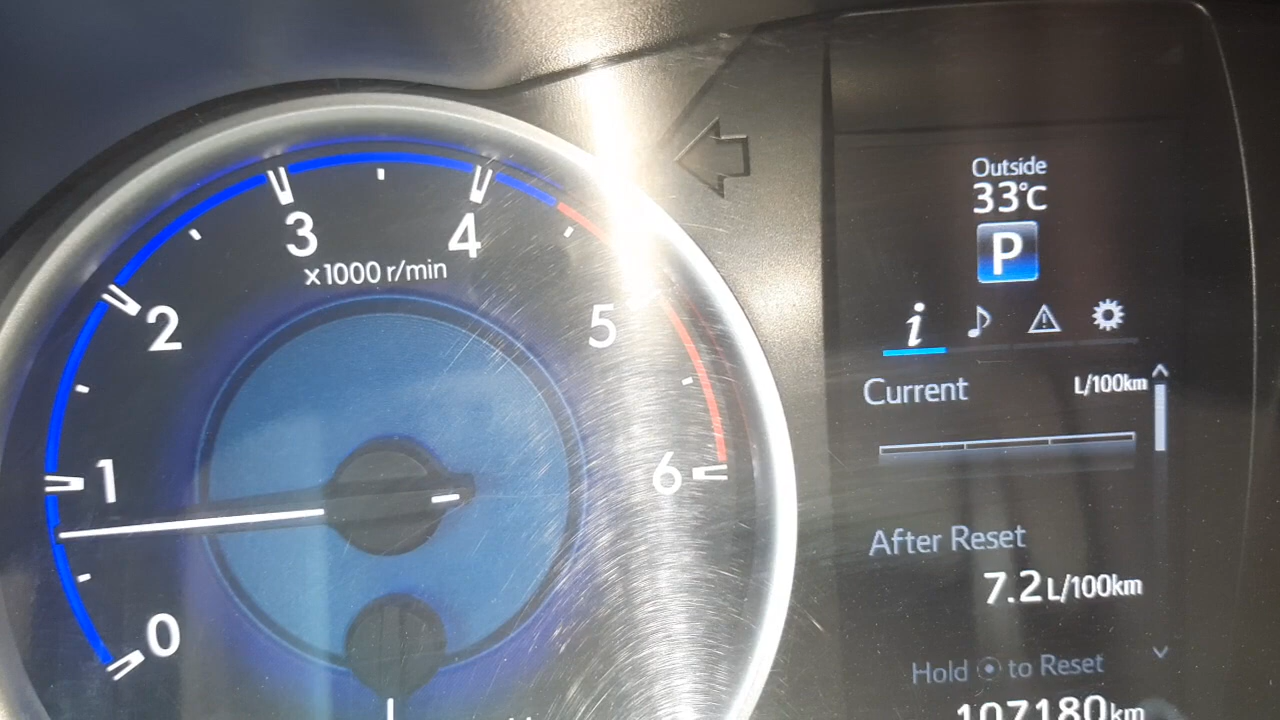 3
4
x1000 r/min
2
5
1
6
0
Outside
33°C
P
i
Current L/100km
After Reset
7.2 L/100km
Hold ⦿ to Reset
107180km